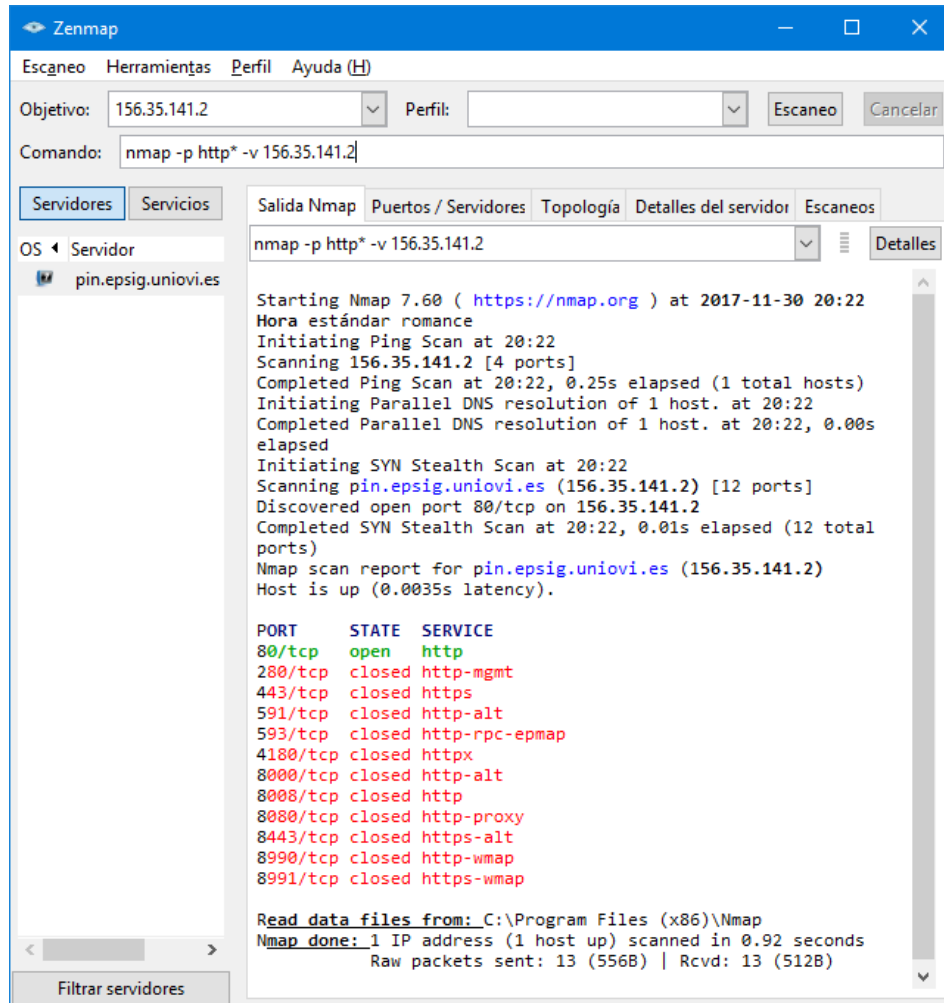 Zenmap
Escaneo Herramientas Perfil Ayuda (H)
Objetivo: 156.35.141.2 Perfil: Escaneo Cancelar
Comando: nmap -p http* -v 156.35.141.2
Servidores Servicios
Salida Nmap Puertos / Servidores Topología Detalles del servidor Escaneos
OS Servidor
nmap -p http* -v 156.35.141.2 Detalles
pin.epsig.uniovi.es
Starting Nmap 7.60 ( https://nmap.org ) at 2017-11-30 20:22
Hora estándar romance
Initiating Ping Scan at 20:22
Scanning 156.35.141.2 [4 ports]
Completed Ping Scan at 20:22, 0.25s elapsed (1 total hosts)
Initiating Parallel DNS resolution of 1 host. at 20:22
Completed Parallel DNS resolution of 1 host. at 20:22, 0.00s
elapsed
Initiating SYN Stealth Scan at 20:22
Scanning pin.epsig.uniovi.es (156.35.141.2) [12 ports]
Discovered open port 80/tcp on 156.35.141.2
Completed SYN Stealth Scan at 20:22, 0.01s elapsed (12 total
ports)
Nmap scan report for pin.epsig.uniovi.es (156.35.141.2)
Host is up (0.0035s latency).
PORT STATE SERVICE
80/tcp open http
280/tcp closed http-mgmt
443/tcp closed https
591/tcp closed http-alt
593/tcp closed http-rpc-epmap
4180/tcp closed httpx
8000/tcp closed http-alt
8008/tcp closed http
8080/tcp closed http-proxy
8443/tcp closed https-alt
8990/tcp closed http-wmap
8991/tcp closed https-wmap
Read data files from: C:\Program Files (x86)\Nmap
Nmap done: 1 IP address (1 host up) scanned in 0.92 seconds
Raw packets sent: 13 (556B) | Rcvd: 13 (512B)
Filtrar servidores